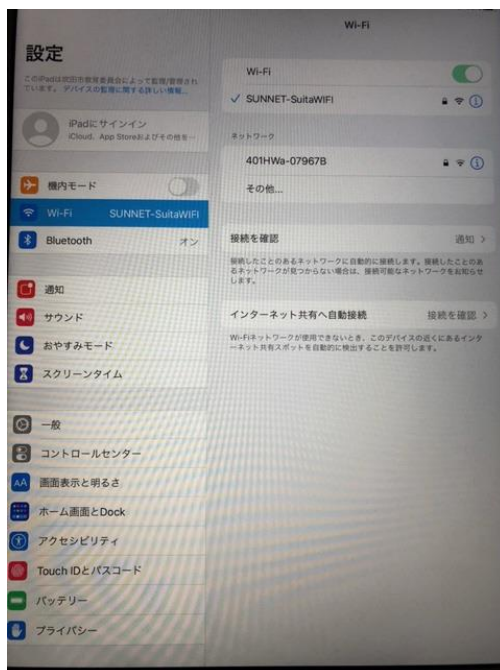 Wi-Fi
設定
このiPadは吹田市教育委員会によって監視/管理されています。デバイスの監視に関する詳しい情報...
iPadにサインイン
iCloud、App Storeおよびその他を…
機内モード
Wi-Fi SUNNET-SuitaWIFI
Bluetooth オン
通知
サウンド
おやすみモード
スクリーンタイム
一般
コントロールセンター
AA 画面表示と明るさ
ホーム画面とDock
アクセシビリティ
Touch IDとパスコード
バッテリー
プライバシー
Wi-Fi
SUNNET-SuitaWIFI
ネットワーク
401HWa-07967B
その他...
接続を確認 通知
接続したことのあるネットワークに自動的に接続します。接続したことのあ
るネットワークが見つからない場合は、接続可能なネットワークをお知らせ
します。
インターネット共有へ自動接続 接続を確認
Wi-Fiネットワークが使用できないとき、このデバイスの近くにあるインタ
ーネット共有スポットを自動的に検出することを許可します。